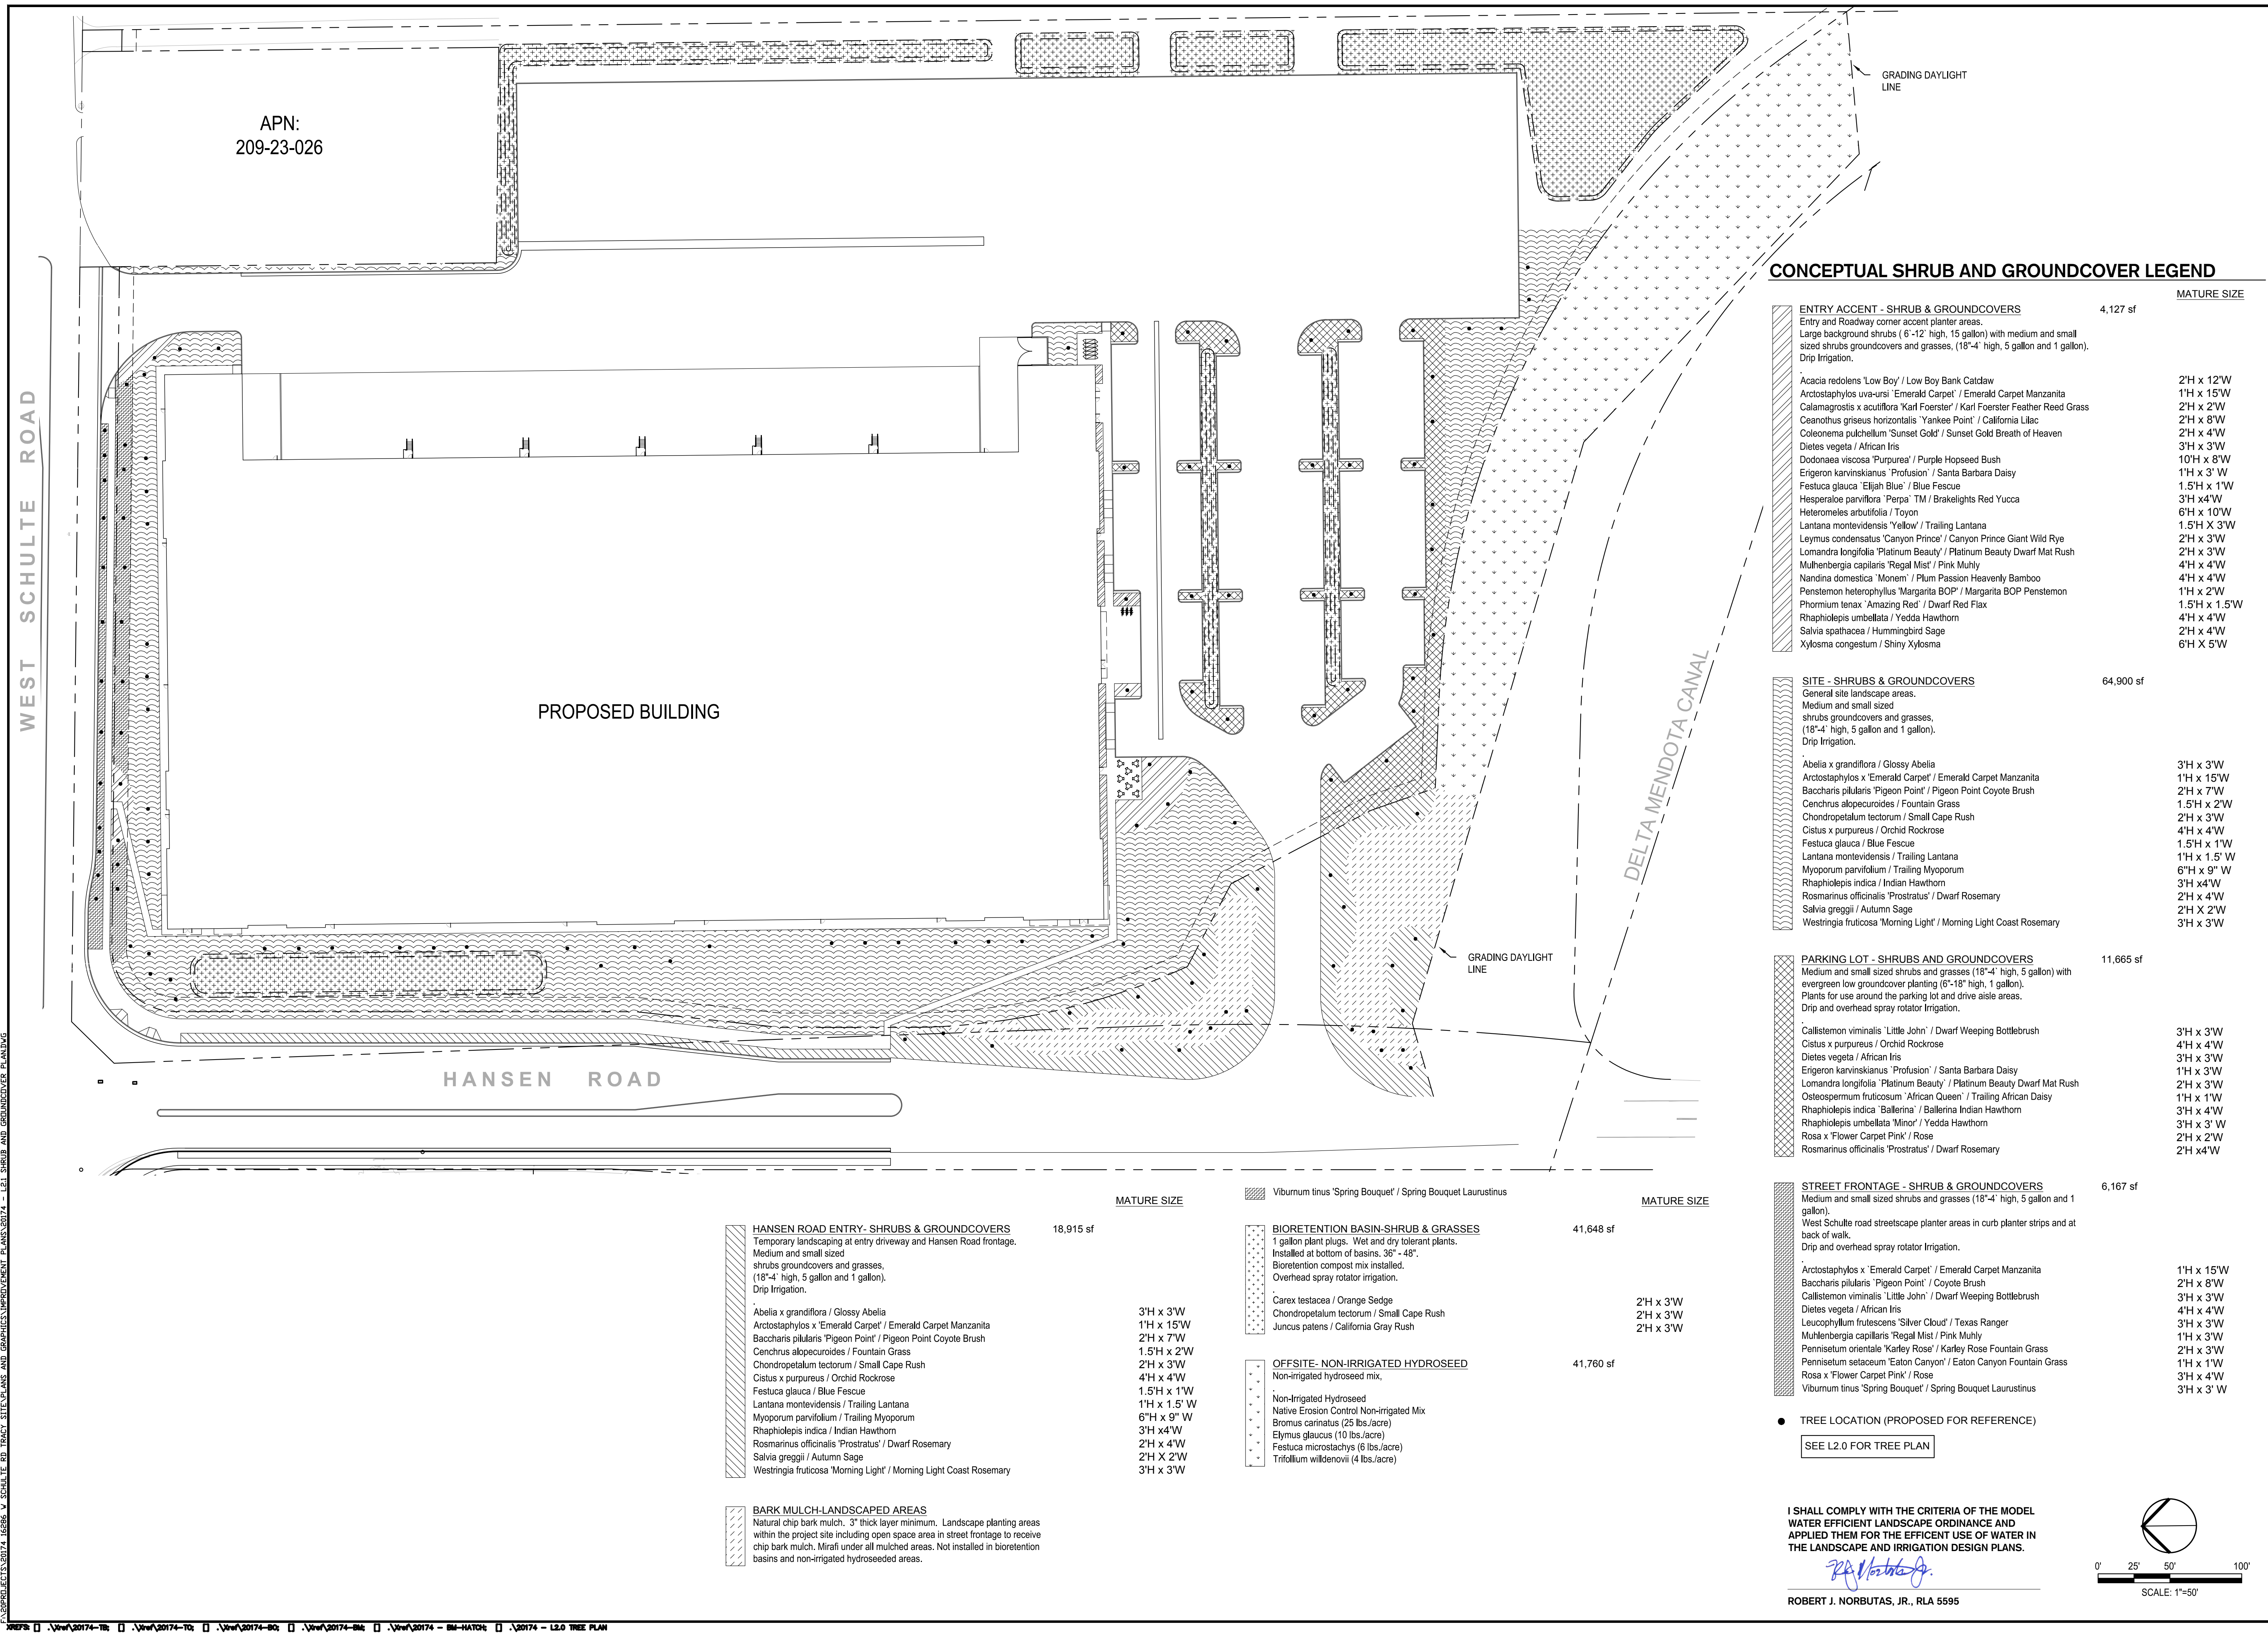 APN:
209-23-026
GRADING DAYLIGHT
LINE
WEST SCHULTE ROAD
PROPOSED BUILDING
DELTA MENDOTA CANAL
GRADING DAYLIGHT
LINE
HANSEN ROAD
CONCEPTUAL SHRUB AND GROUNDCOVER LEGEND
MATURE SIZE
ENTRY ACCENT - SHRUB & GROUNDCOVERS 4,127 sf
Entry and Roadway corner accent planter areas.
Large background shrubs ( 6`-12` high, 15 gallon) with medium and small
sized shrubs groundcovers and grasses, (18"-4` high, 5 gallon and 1 gallon).
Drip Irrigation.
.
Acacia redolens 'Low Boy' / Low Boy Bank Catclaw 2'H x 12'W
Arctostaphylos uva-ursi `Emerald Carpet` / Emerald Carpet Manzanita 1'H x 15'W
Calamagrostis x acutiflora 'Karl Foerster' / Karl Foerster Feather Reed Grass 2'H x 2'W
Ceanothus griseus horizontalis `Yankee Point` / California Lilac 2'H x 8'W
Coleonema pulchellum 'Sunset Gold' / Sunset Gold Breath of Heaven 2'H x 4'W
Dietes vegeta / African Iris 3'H x 3'W
Dodonaea viscosa 'Purpurea' / Purple Hopseed Bush 10'H x 8'W
Erigeron karvinskianus `Profusion` / Santa Barbara Daisy 1'H x 3' W
Festuca glauca `Elijah Blue` / Blue Fescue 1.5'H x 1'W
Hesperaloe parviflora `Perpa` TM / Brakelights Red Yucca 3'H x4'W
Heteromeles arbutifolia / Toyon 6'H x 10'W
Lantana montevidensis 'Yellow' / Trailing Lantana 1.5'H X 3'W
Leymus condensatus 'Canyon Prince' / Canyon Prince Giant Wild Rye 2'H x 3'W
Lomandra longifolia 'Platinum Beauty' / Platinum Beauty Dwarf Mat Rush 2'H x 3'W
Mulhenbergia capilaris 'Regal Mist' / Pink Muhly 4'H x 4'W
Nandina domestica `Monem` / Plum Passion Heavenly Bamboo 4'H x 4'W
Penstemon heterophyllus 'Margarita BOP' / Margarita BOP Penstemon 1'H x 2'W
Phormium tenax `Amazing Red` / Dwarf Red Flax 1.5'H x 1.5'W
Rhaphiolepis umbellata / Yedda Hawthorn 4'H x 4'W
Salvia spathacea / Hummingbird Sage 2'H x 4'W
Xylosma congestum / Shiny Xylosma 6'H X 5'W
SITE - SHRUBS & GROUNDCOVERS 64,900 sf
General site landscape areas.
Medium and small sized
shrubs groundcovers and grasses,
(18"-4` high, 5 gallon and 1 gallon).
Drip Irrigation.
.
Abelia x grandiflora / Glossy Abelia 3'H x 3'W
Arctostaphylos x 'Emerald Carpet' / Emerald Carpet Manzanita 1'H x 15'W
Baccharis pilularis 'Pigeon Point' / Pigeon Point Coyote Brush 2'H x 7'W
Cenchrus alopecuroides / Fountain Grass 1.5'H x 2'W
Chondropetalum tectorum / Small Cape Rush 2'H x 3'W
Cistus x purpureus / Orchid Rockrose 4'H x 4'W
Festuca glauca / Blue Fescue 1.5'H x 1'W
Lantana montevidensis / Trailing Lantana 1'H x 1.5' W
Myoporum parvifolium / Trailing Myoporum 6"H x 9" W
Rhaphiolepis indica / Indian Hawthorn 3'H x4'W
Rosmarinus officinalis 'Prostratus' / Dwarf Rosemary 2'H x 4'W
Salvia greggii / Autumn Sage 2'H X 2'W
Westringia fruticosa 'Morning Light' / Morning Light Coast Rosemary 3'H x 3'W
PARKING LOT - SHRUBS AND GROUNDCOVERS 11,665 sf
Medium and small sized shrubs and grasses (18"-4` high, 5 gallon) with
evergreen low groundcover planting (6"-18" high, 1 gallon).
Plants for use around the parking lot and drive aisle areas.
Drip and overhead spray rotator Irrigation.
.
Callistemon viminalis `Little John` / Dwarf Weeping Bottlebrush 3'H x 3'W
Cistus x purpureus / Orchid Rockrose 4'H x 4'W
Dietes vegeta / African Iris 3'H x 3'W
Erigeron karvinskianus `Profusion` / Santa Barbara Daisy 1'H x 3'W
Lomandra longifolia `Platinum Beauty` / Platinum Beauty Dwarf Mat Rush 2'H x 3'W
Osteospermum fruticosum `African Queen` / Trailing African Daisy 1'H x 1'W
Rhaphiolepis indica `Ballerina` / Ballerina Indian Hawthorn 3'H x 4'W
Rhaphiolepis umbellata 'Minor' / Yedda Hawthorn 3'H x 3' W
Rosa x 'Flower Carpet Pink' / Rose 2'H x 2'W
Rosmarinus officinalis 'Prostratus' / Dwarf Rosemary 2'H x4'W
STREET FRONTAGE - SHRUB & GROUNDCOVERS 6,167 sf
Medium and small sized shrubs and grasses (18"-4` high, 5 gallon and 1
gallon).
West Schulte road streetscape planter areas in curb planter strips and at
back of walk.
Drip and overhead spray rotator Irrigation.
.
Arctostaphylos x `Emerald Carpet` / Emerald Carpet Manzanita 1'H x 15'W
Baccharis pilularis `Pigeon Point` / Coyote Brush 2'H x 8'W
Callistemon viminalis `Little John` / Dwarf Weeping Bottlebrush 3'H x 3'W
Dietes vegeta / African Iris 4'H x 4'W
Leucophyllum frutescens 'Silver Cloud' / Texas Ranger 3'H x 3'W
Muhlenbergia capillaris 'Regal Mist / Pink Muhly 1'H x 3'W
Pennisetum orientale 'Karley Rose' / Karley Rose Fountain Grass 2'H x 3'W
Pennisetum setaceum 'Eaton Canyon' / Eaton Canyon Fountain Grass 1'H x 1'W
Rosa x 'Flower Carpet Pink' / Rose 3'H x 4'W
Viburnum tinus 'Spring Bouquet' / Spring Bouquet Laurustinus 3'H x 3' W
TREE LOCATION (PROPOSED FOR REFERENCE)
SEE L2.0 FOR TREE PLAN
MATURE SIZE
HANSEN ROAD ENTRY- SHRUBS & GROUNDCOVERS 18,915 sf
Temporary landscaping at entry driveway and Hansen Road frontage.
Medium and small sized
shrubs groundcovers and grasses,
(18"-4` high, 5 gallon and 1 gallon).
Drip Irrigation.
.
Abelia x grandiflora / Glossy Abelia 3'H x 3'W
Arctostaphylos x 'Emerald Carpet' / Emerald Carpet Manzanita 1'H x 15'W
Baccharis pilularis 'Pigeon Point' / Pigeon Point Coyote Brush 2'H x 7'W
Cenchrus alopecuroides / Fountain Grass 1.5'H x 2'W
Chondropetalum tectorum / Small Cape Rush 2'H x 3'W
Cistus x purpureus / Orchid Rockrose 4'H x 4'W
Festuca glauca / Blue Fescue 1.5'H x 1'W
Lantana montevidensis / Trailing Lantana 1'H x 1.5' W
Myoporum parvifolium / Trailing Myoporum 6"H x 9" W
Rhaphiolepis indica / Indian Hawthorn 3'H x4'W
Rosmarinus officinalis 'Prostratus' / Dwarf Rosemary 2'H x 4'W
Salvia greggii / Autumn Sage 2'H X 2'W
Westringia fruticosa 'Morning Light' / Morning Light Coast Rosemary 3'H x 3'W
BARK MULCH-LANDSCAPED AREAS
Natural chip bark mulch. 3" thick layer minimum. Landscape planting areas
within the project site including open space area in street frontage to receive
chip bark mulch. Mirafi under all mulched areas. Not installed in bioretention
basins and non-irrigated hydroseeded areas.
Viburnum tinus 'Spring Bouquet' / Spring Bouquet Laurustinus
MATURE SIZE
BIORETENTION BASIN-SHRUB & GRASSES 41,648 sf
1 gallon plant plugs. Wet and dry tolerant plants.
Installed at bottom of basins. 36" - 48".
Bioretention compost mix installed.
Overhead spray rotator irrigation.
.
Carex testacea / Orange Sedge 2'H x 3'W
Chondropetalum tectorum / Small Cape Rush 2'H x 3'W
Juncus patens / California Gray Rush 2'H x 3'W
OFFSITE- NON-IRRIGATED HYDROSEED 41,760 sf
Non-irrigated hydroseed mix,
.
Non-Irrigated Hydroseed
Native Erosion Control Non-irrigated Mix
Bromus carinatus (25 lbs./acre)
Elymus glaucus (10 lbs./acre)
Festuca microstachys (6 lbs./acre)
Trifollium willdenovii (4 lbs./acre)
I SHALL COMPLY WITH THE CRITERIA OF THE MODEL
WATER EFFICIENT LANDSCAPE ORDINANCE AND
APPLIED THEM FOR THE EFFICENT USE OF WATER IN
THE LANDSCAPE AND IRRIGATION DESIGN PLANS.
ROBERT J. NORBUTAS, JR., RLA 5595
0' 25' 50' 100'
SCALE: 1"=50'
F:\20PROJECTS\20174 16286 W SCHULTE RD TRACY SITE\PLANS AND GRAPHICS\IMPROVEMENT PLANS\20174 - L2.1 SHRUB AND GROUNDCOVER PLAN.DWG
XREFS: [] .\Xref\20174-TB; [] .\Xref\20174-TO; [] .\Xref\20174-BO; [] .\Xref\20174-BM; [] .\Xref\20174 - BM-HATCH; [] .\20174 - L2.0 TREE PLAN